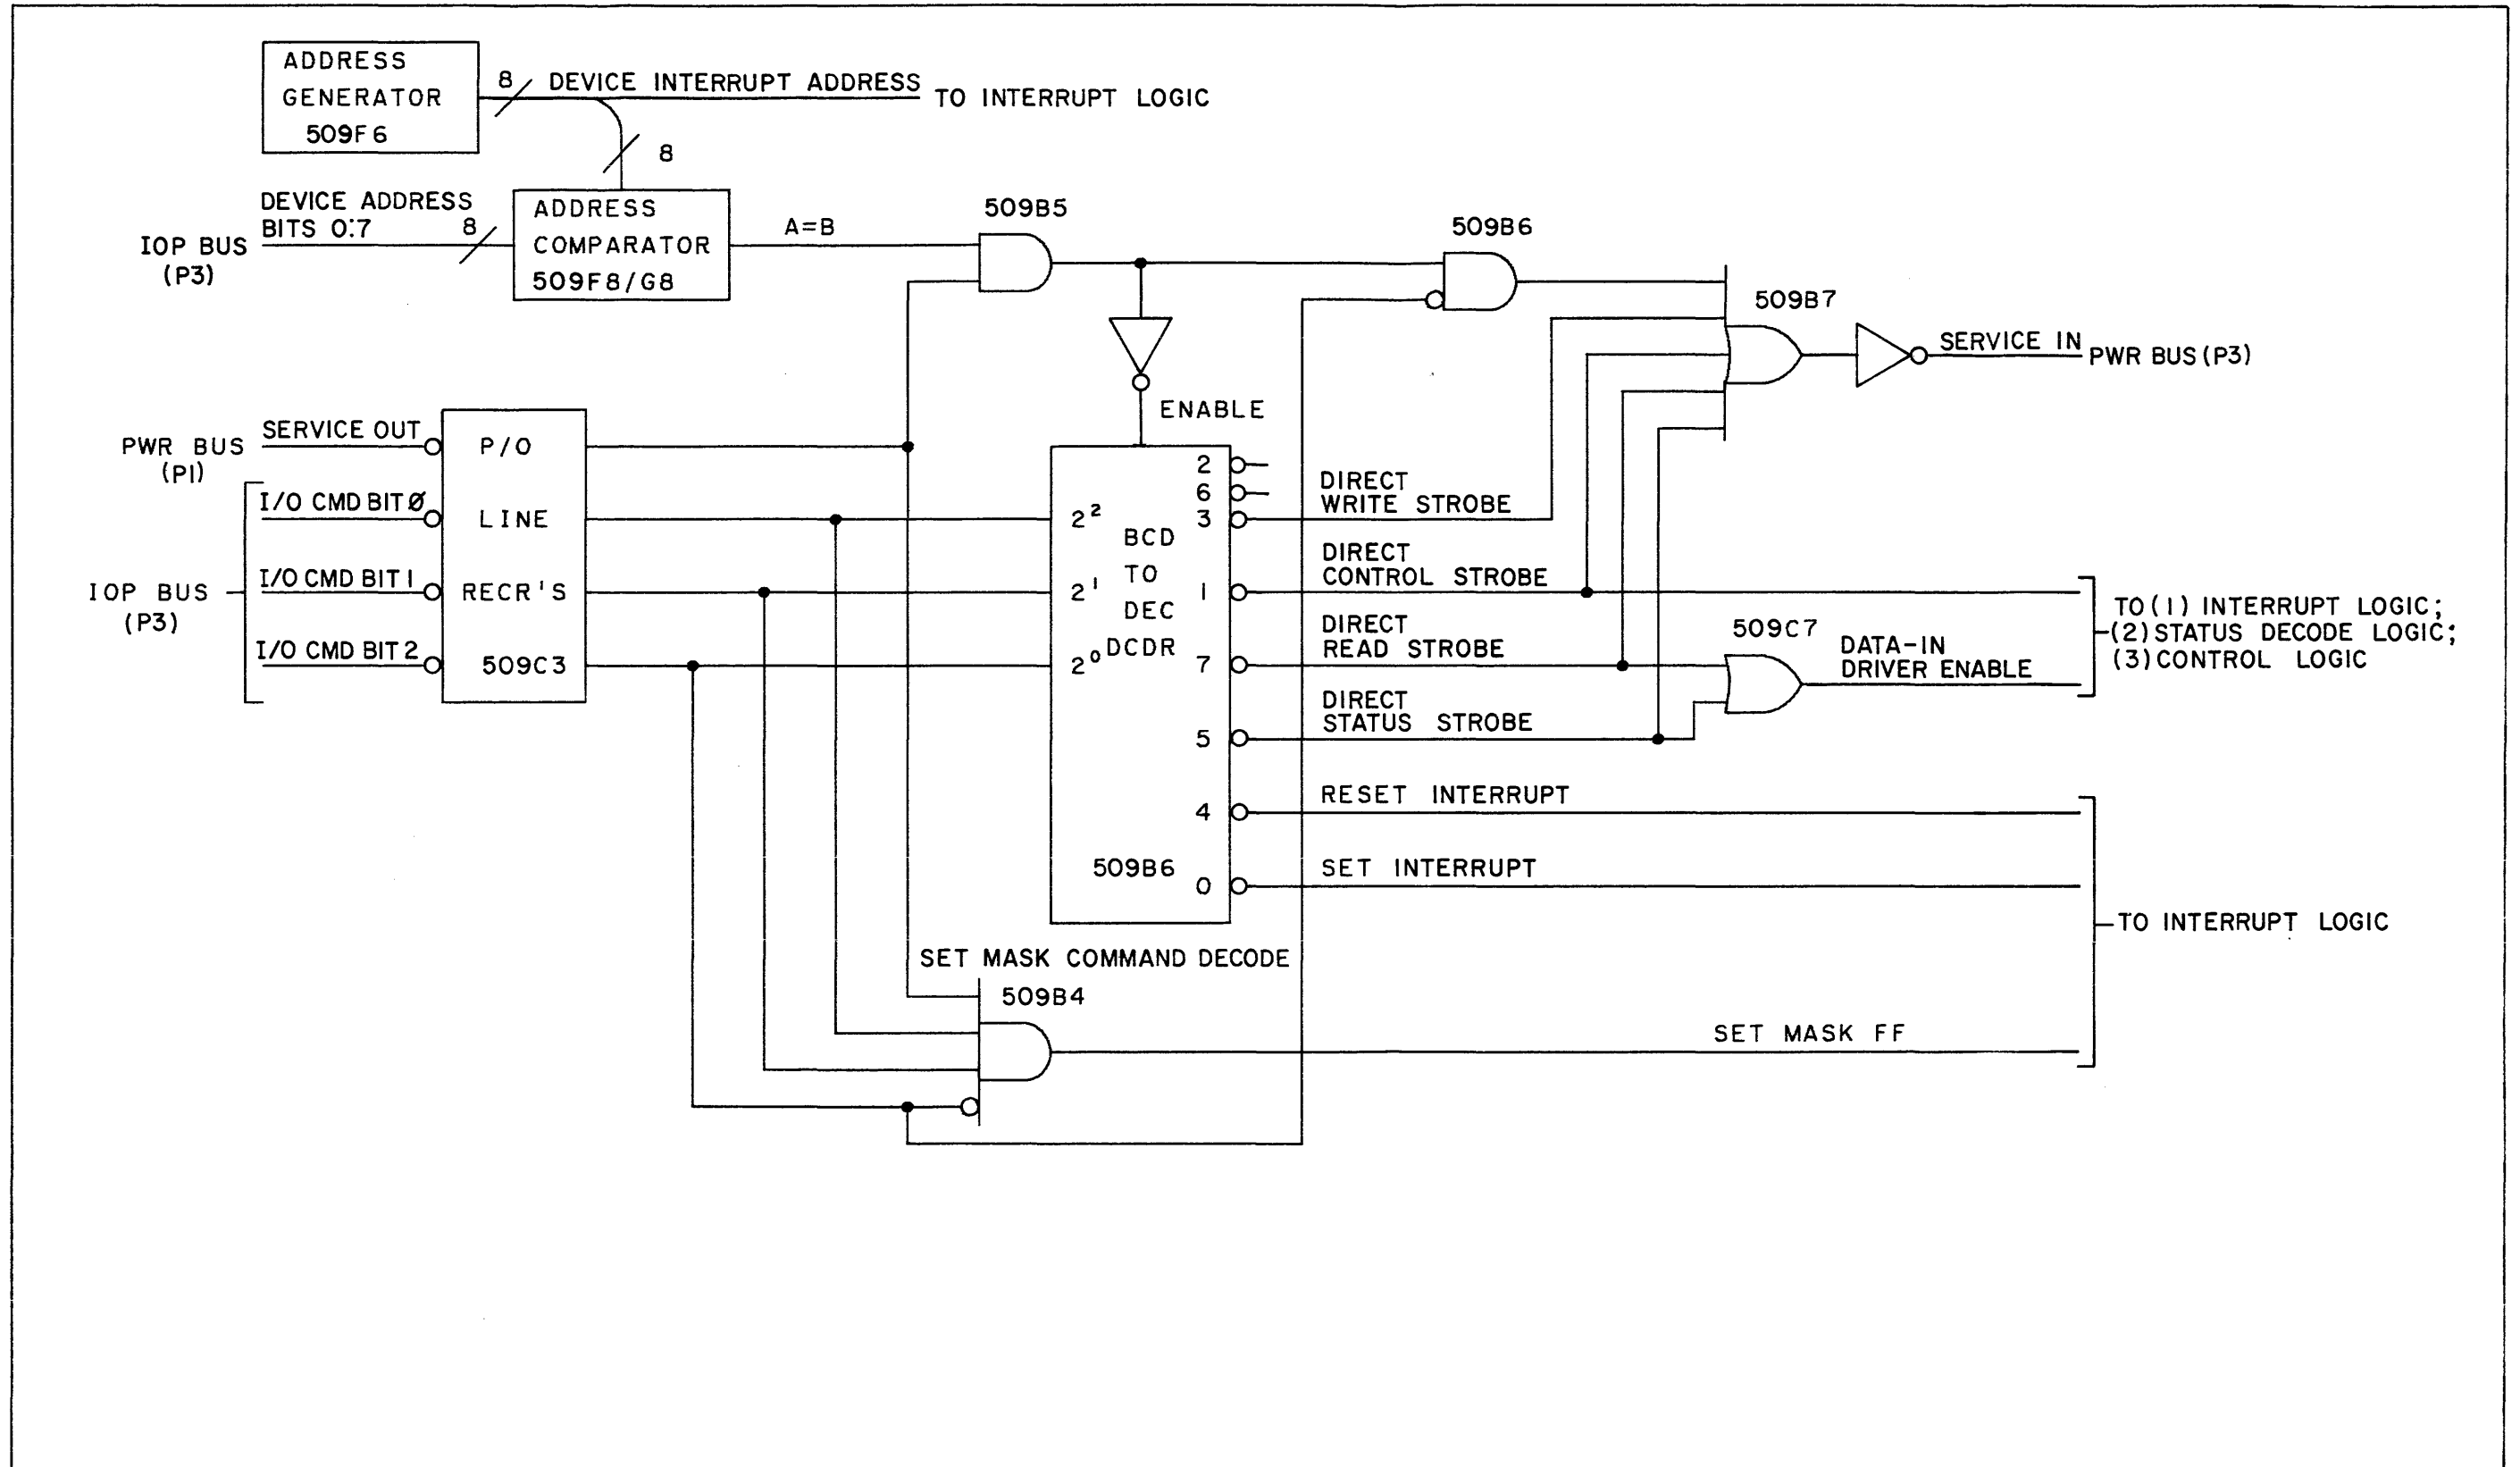 ADDRESS
GENERATOR
509F6
8
DEVICE INTERRUPT ADDRESS
TO INTERRUPT LOGIC
8
DEVICE ADDRESS
BITS 0:7
8
IOP BUS
(P3)
ADDRESS
COMPARATOR
509F8/G8
A=B
509B5
509B6
509B7
SERVICE IN
PWR BUS (P3)
ENABLE
PWR BUS
(P1)
SERVICE OUT
I/O CMD BIT Ø
I/O CMD BIT 1
I/O CMD BIT 2
IOP BUS
(P3)
P/O
LINE
RECR'S
509C3
2²
2¹
2⁰
BCD
TO
DEC
DCDR
509B6
2
6
3
1
7
5
4
0
DIRECT
WRITE STROBE
DIRECT
CONTROL STROBE
DIRECT
READ STROBE
DIRECT
STATUS STROBE
RESET INTERRUPT
SET INTERRUPT
509C7
DATA-IN
DRIVER ENABLE
TO (1) INTERRUPT LOGIC;
(2) STATUS DECODE LOGIC;
(3) CONTROL LOGIC
TO INTERRUPT LOGIC
SET MASK COMMAND DECODE
509B4
SET MASK FF